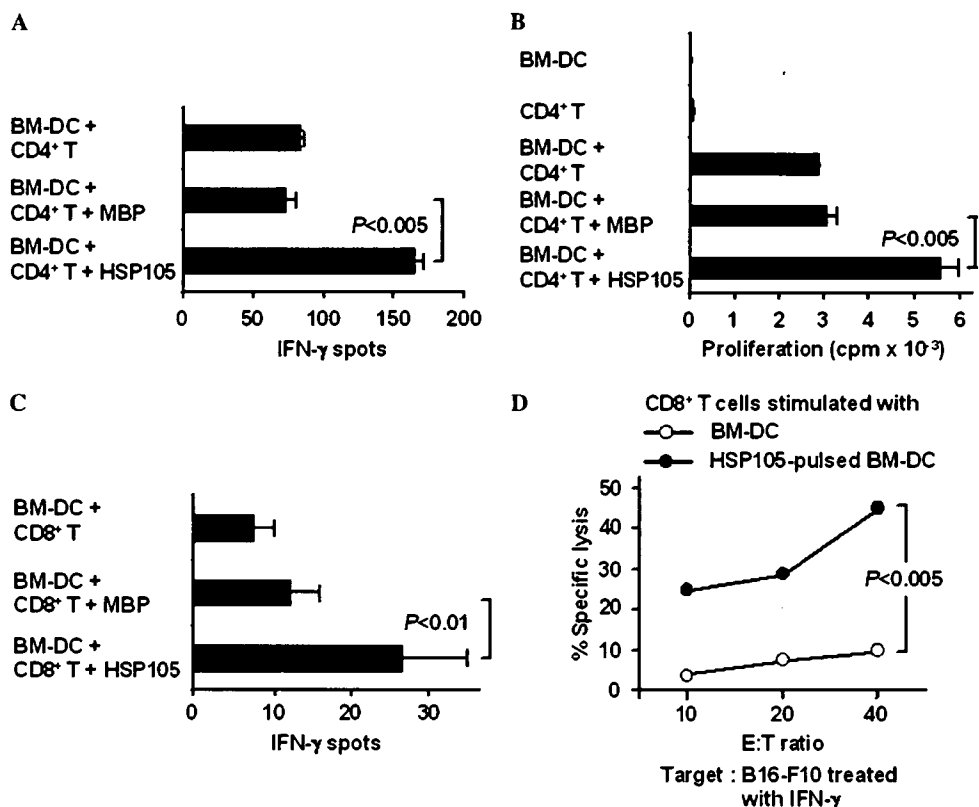 A
BM-DC +
CD4⁺ T
BM-DC +
CD4⁺ T + MBP
BM-DC +
CD4⁺ T + HSP105
P<0.005
0 50 100 150 200
IFN-γ spots
B
BM-DC
CD4⁺ T
BM-DC +
CD4⁺ T
BM-DC +
CD4⁺ T + MBP
BM-DC +
CD4⁺ T + HSP105
P<0.005
0 1 2 3 4 5 6
Proliferation (cpm x 10⁻³)
C
BM-DC +
CD8⁺ T
BM-DC +
CD8⁺ T + MBP
BM-DC +
CD8⁺ T + HSP105
P<0.01
0 10 20 30
IFN-γ spots
D
CD8⁺ T cells stimulated with
BM-DC
HSP105-pulsed BM-DC
% Specific lysis
50
40
30
20
10
0
P<0.005
10 20 40
E:T ratio
Target : B16-F10 treated
with IFN-γ